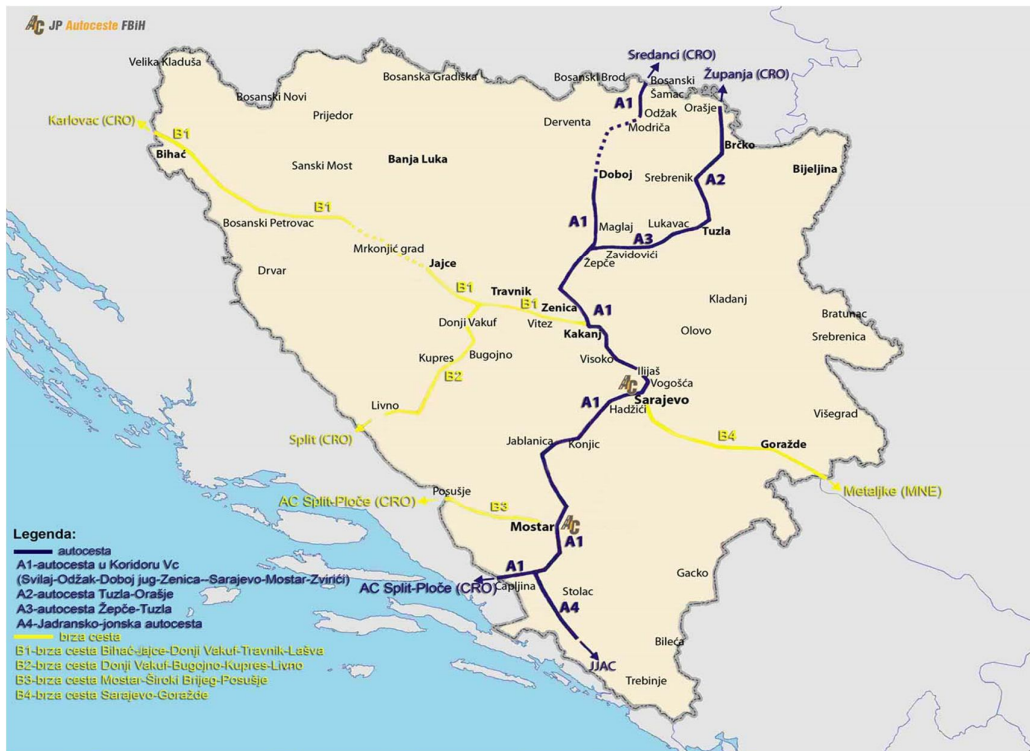 JP Autoceste FBiH
Sredanci (CRO)
Županja (CRO)
Velika Kladuša
Bosanska Gradiška
Bosanski Brod
Bosanski
Šamac
Bosanski Novi
A1
Orašje
Odžak
Prijedor
Derventa
Modriča
Karlovac (CRO)
B1
Bihać
Sanski Most
Banja Luka
Brčko
Bijeljina
Doboj
Srebrenik
A2
B1
Bosanski Petrovac
A1
Maglaj
Lukavac
Tuzla
A3
Zavidovići
Mrkonjić grad
Žepče
Drvar
Jajce
B1
Travnik
B1
Zenica
A1
Kladanj
Donji Vakuf
Vitez
Kakanj
Olovo
Bratunac
Srebrenica
Kupres
Bugojno
Visoko
Ilijaš
B2
AC
Vogošća
Sarajevo
Livno
A1
Hadžići
Višegrad
Split (CRO)
Jablanica
Konjic
B4
Goražde
Metaljke (MNE)
Posušje
AC Split-Ploče (CRO)
B3
Mostar
AC
A1
Legenda:
autocesta
A1-autocesta u Koridoru Vc
(Svilaj-Odžak-Doboj jug-Zenica--Sarajevo-Mostar-Zvirići)
A2-autocesta Tuzla-Orašje
A3-autocesta Žepče-Tuzla
A4-Jadransko-jonska autocesta
brza cesta
B1-brza cesta Bihać-Jajce-Donji Vakuf-Travnik-Lašva
B2-brza cesta Donji Vakuf-Bugojno-Kupres-Livno
B3-brza cesta Mostar-Široki Brijeg-Posušje
B4-brza cesta Sarajevo-Goražde
A1
AC Split-Ploče (CRO)
Čapljina
Stolac
Gacko
A4
Bileća
JJAC
Trebinje